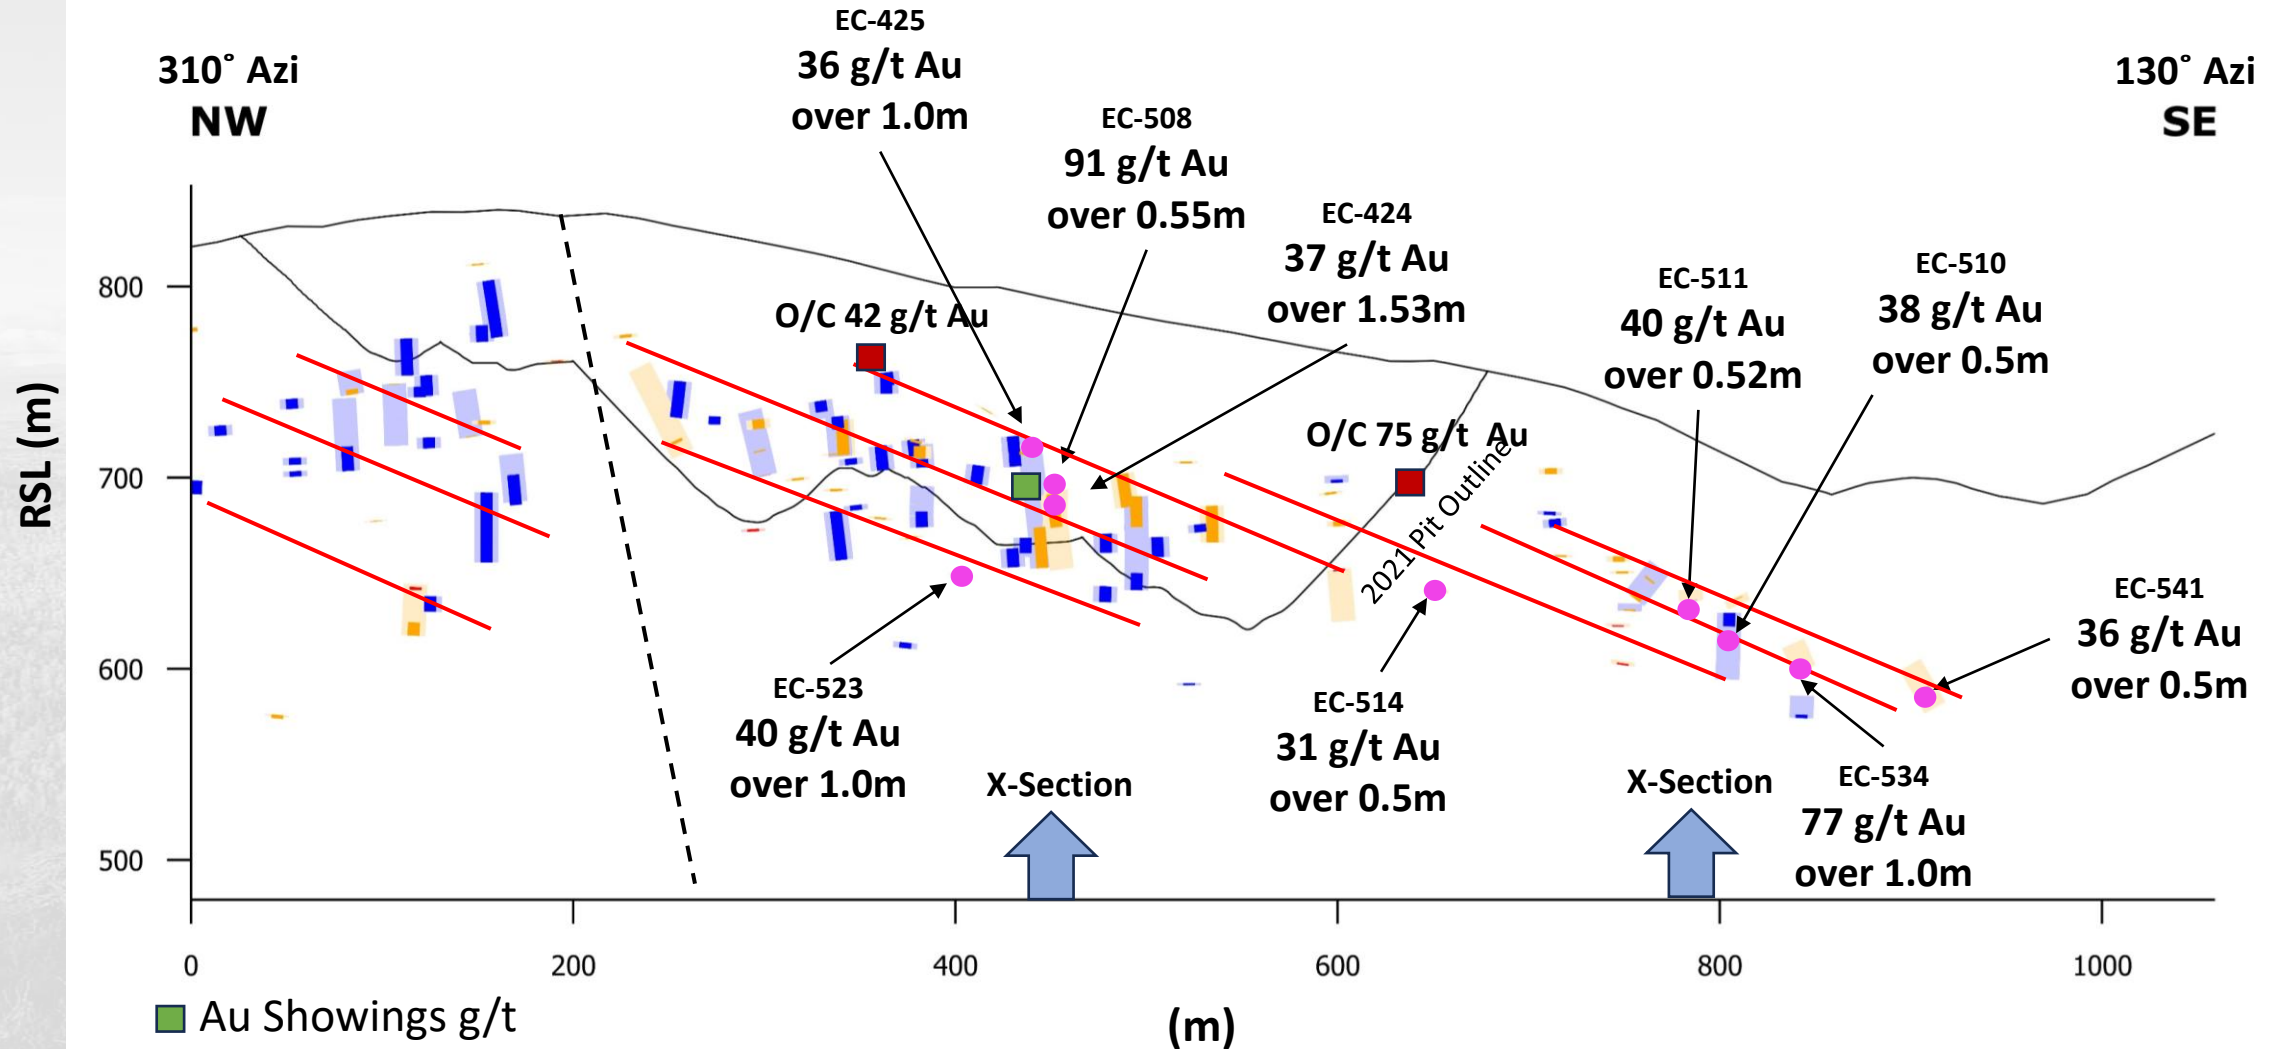 EC-425
36 g/t Au
over 1.0m
310° Azi
NW
130° Azi
SE
EC-508
91 g/t Au
over 0.55m
EC-424
37 g/t Au
over 1.53m
EC-511
40 g/t Au
over 0.52m
EC-510
38 g/t Au
over 0.5m
O/C 42 g/t Au
O/C 75 g/t Au
2021 Pit Outline
800
700
600
500
RSL (m)
EC-541
36 g/t Au
over 0.5m
EC-523
40 g/t Au
over 1.0m
EC-514
31 g/t Au
over 0.5m
X-Section
X-Section
EC-534
77 g/t Au
over 1.0m
0
200
400
600
800
1000
(m)
Au Showings g/t